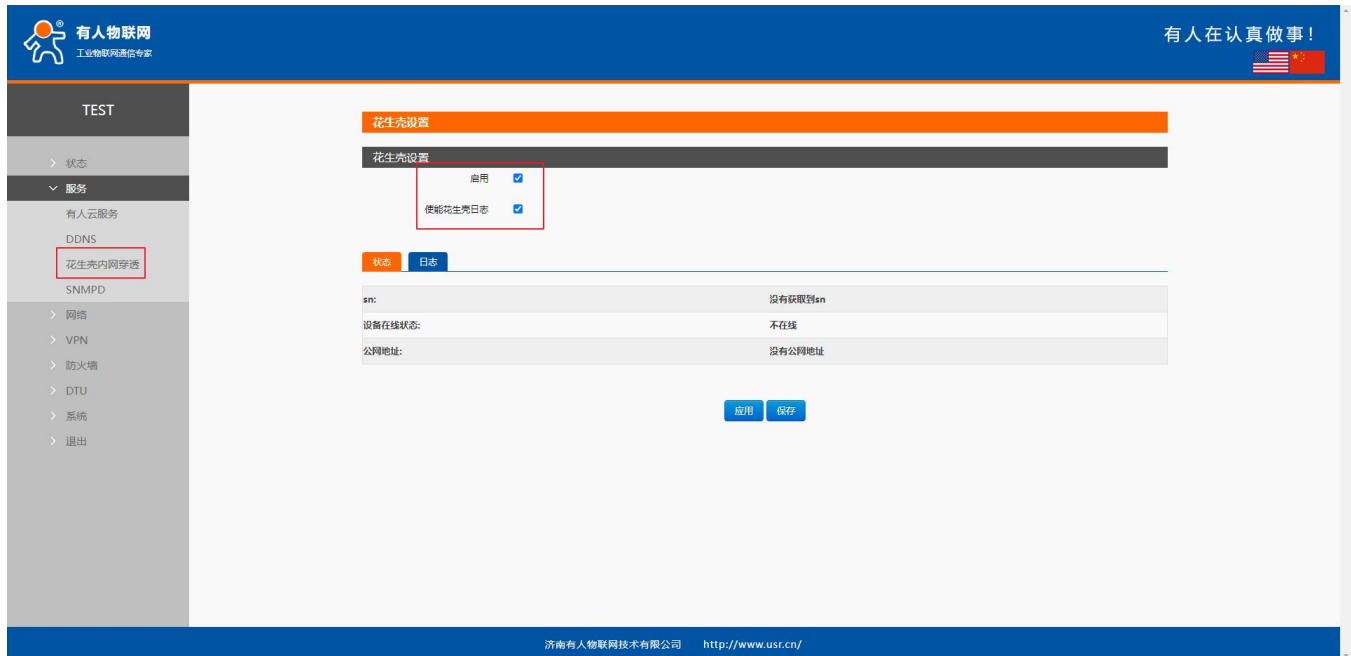 有人物联网
工业物联网通信专家
有人在认真做事！
TEST
状态
服务
有人云服务
DDNS
花生壳内网穿透
SNMPD
网络
VPN
防火墙
DTU
系统
退出
花生壳设置
花生壳设置
启用
使能花生壳日志
状态 日志
sn: 没有获取到sn
设备在线状态: 不在线
公网地址: 没有公网地址
应用 保存
济南有人物联网技术有限公司 http://www.usr.cn/